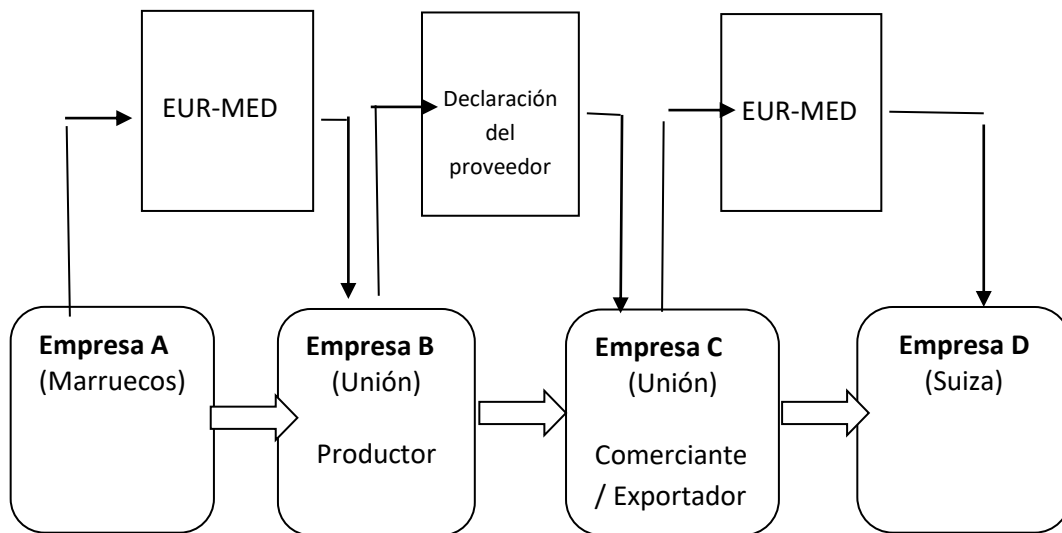 EUR-MED
Declaración
del
proveedor
EUR-MED
Empresa A
(Marruecos)
Empresa B
(Unión)
Productor
Empresa C
(Unión)
Comerciante
/ Exportador
Empresa D
(Suiza)